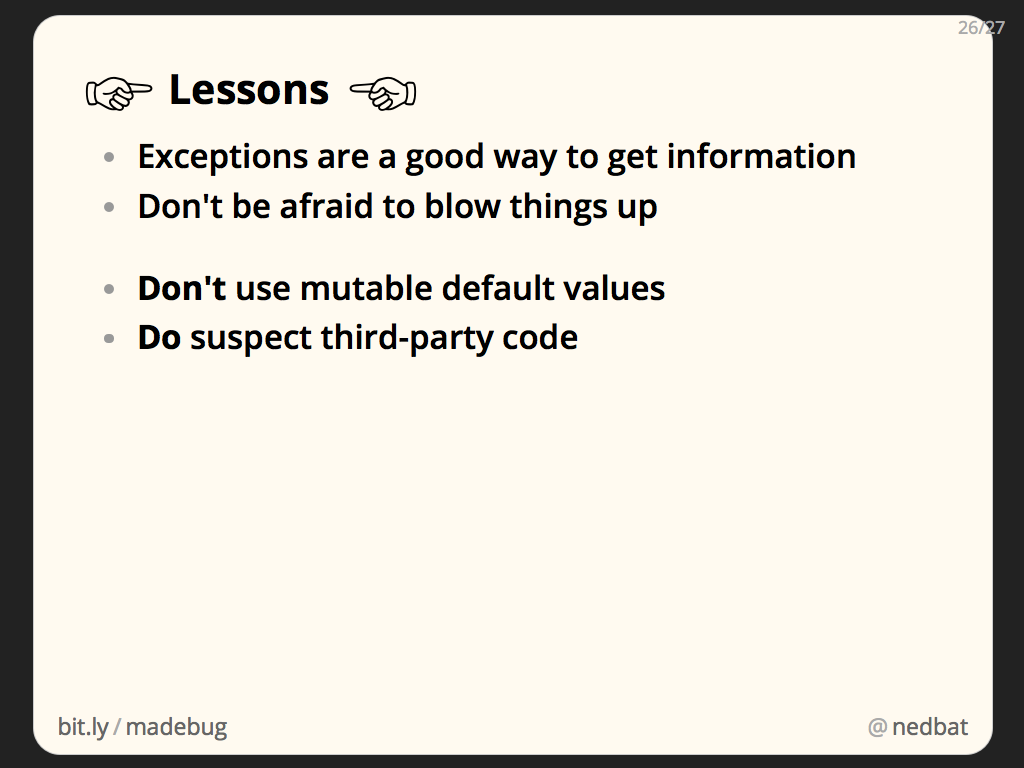 26/27
☞ Lessons ☜
• Exceptions are a good way to get information
• Don't be afraid to blow things up
• Don't use mutable default values
• Do suspect third-party code
bit.ly/madebug
@nedbat